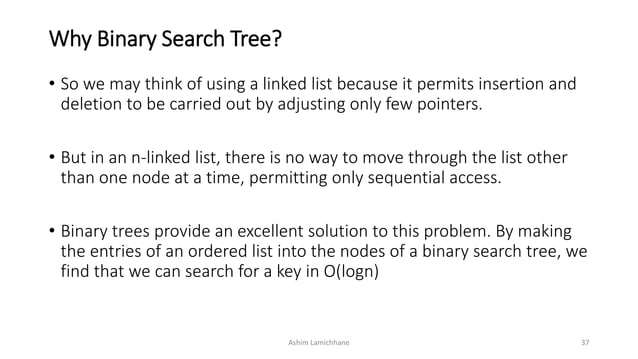 Why Binary Search Tree?
• So we may think of using a linked list because it permits insertion and
deletion to be carried out by adjusting only few pointers.
• But in an n-linked list, there is no way to move through the list other
than one node at a time, permitting only sequential access.
• Binary trees provide an excellent solution to this problem. By making
the entries of an ordered list into the nodes of a binary search tree, we
find that we can search for a key in O(logn)
Ashim Lamichhane
37